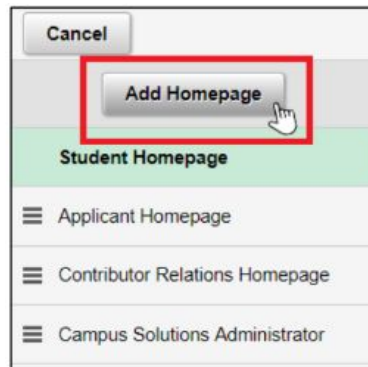 Cancel
Add Homepage
Student Homepage
Applicant Homepage
Contributor Relations Homepage
Campus Solutions Administrator